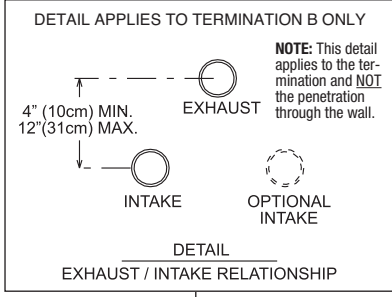 DETAIL APPLIES TO TERMINATION B ONLY
NOTE: This detail
applies to the ter-
mination and NOT
the penetration
through the wall.
EXHAUST
4" (10cm) MIN.
12"(31cm) MAX.
INTAKE
OPTIONAL
INTAKE
DETAIL
EXHAUST / INTAKE RELATIONSHIP